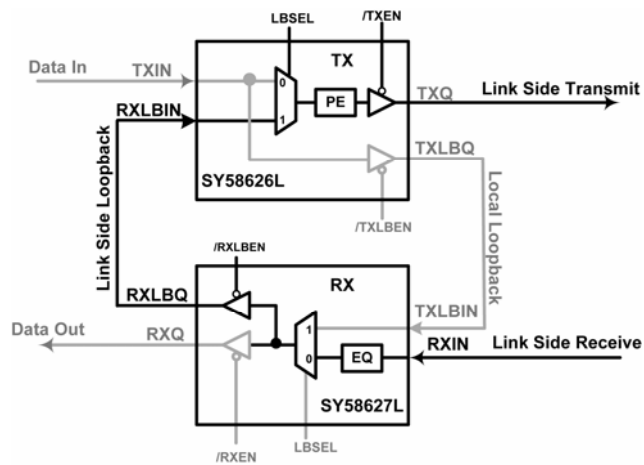 LBSEL
/TXEN
TX
Data In
TXIN
0
PE
TXQ
Link Side Transmit
RXLBIN
1
TXLBQ
SY58626L
/TXLBEN
Link Side Loopback
Local Loopback
/RXLBEN
RX
RXLBQ
TXLBIN
1
Data Out
RXQ
0
EQ
RXIN
Link Side Receive
SY58627L
/RXEN
LBSEL